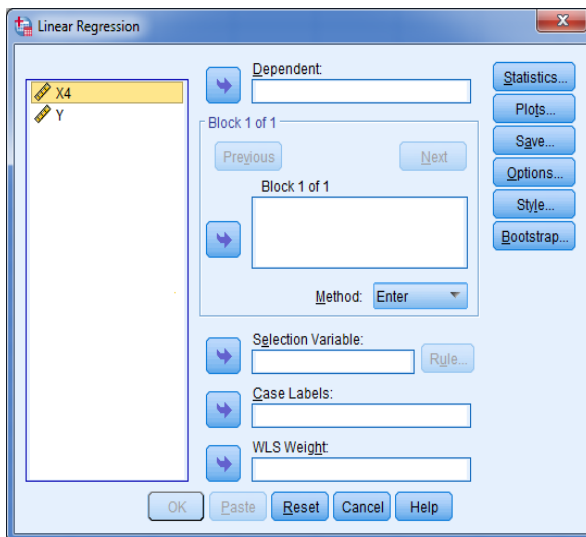 Linear Regression
X
X4
Y
Dependent:
Block 1 of 1
Previous
Next
Block 1 of 1
Method:
Enter
Selection Variable:
Rule...
Case Labels:
WLS Weight:
Statistics...
Plots...
Save...
Options...
Style...
Bootstrap...
OK
Paste
Reset
Cancel
Help